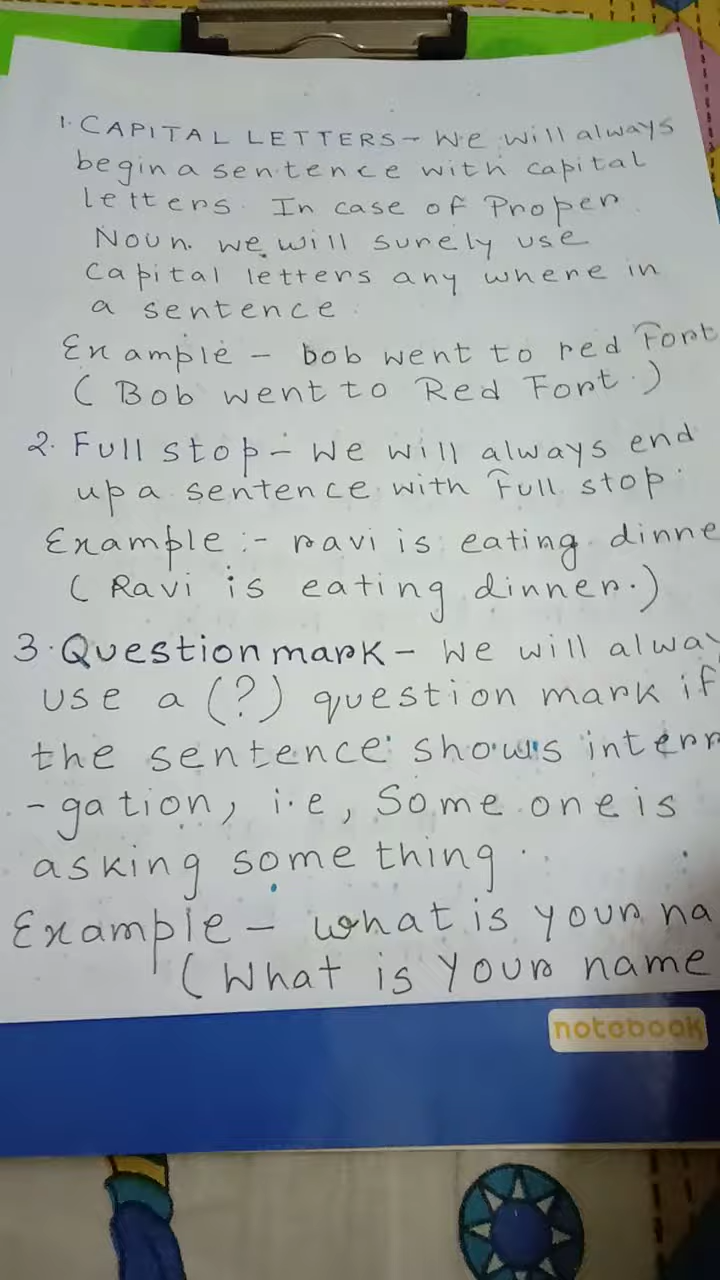 1. CAPITAL LETTERS - We will always
begin a sentence with capital
letters. In case of Proper
Noun. we will surely use
capital letters any where in
a sentence.
Example - bob went to red Fort
( Bob went to Red Fort. )
2. Full stop - We will always end
up a sentence with Full stop.
Example :- ravi is eating dinne
( Ravi is eating dinner. )
3. Question mark - We will alway
use a (?) question mark if
the sentence shows interr
-gation, i.e, Some one is
asking some thing.
Example - what is your na
( What is Your name
notebook